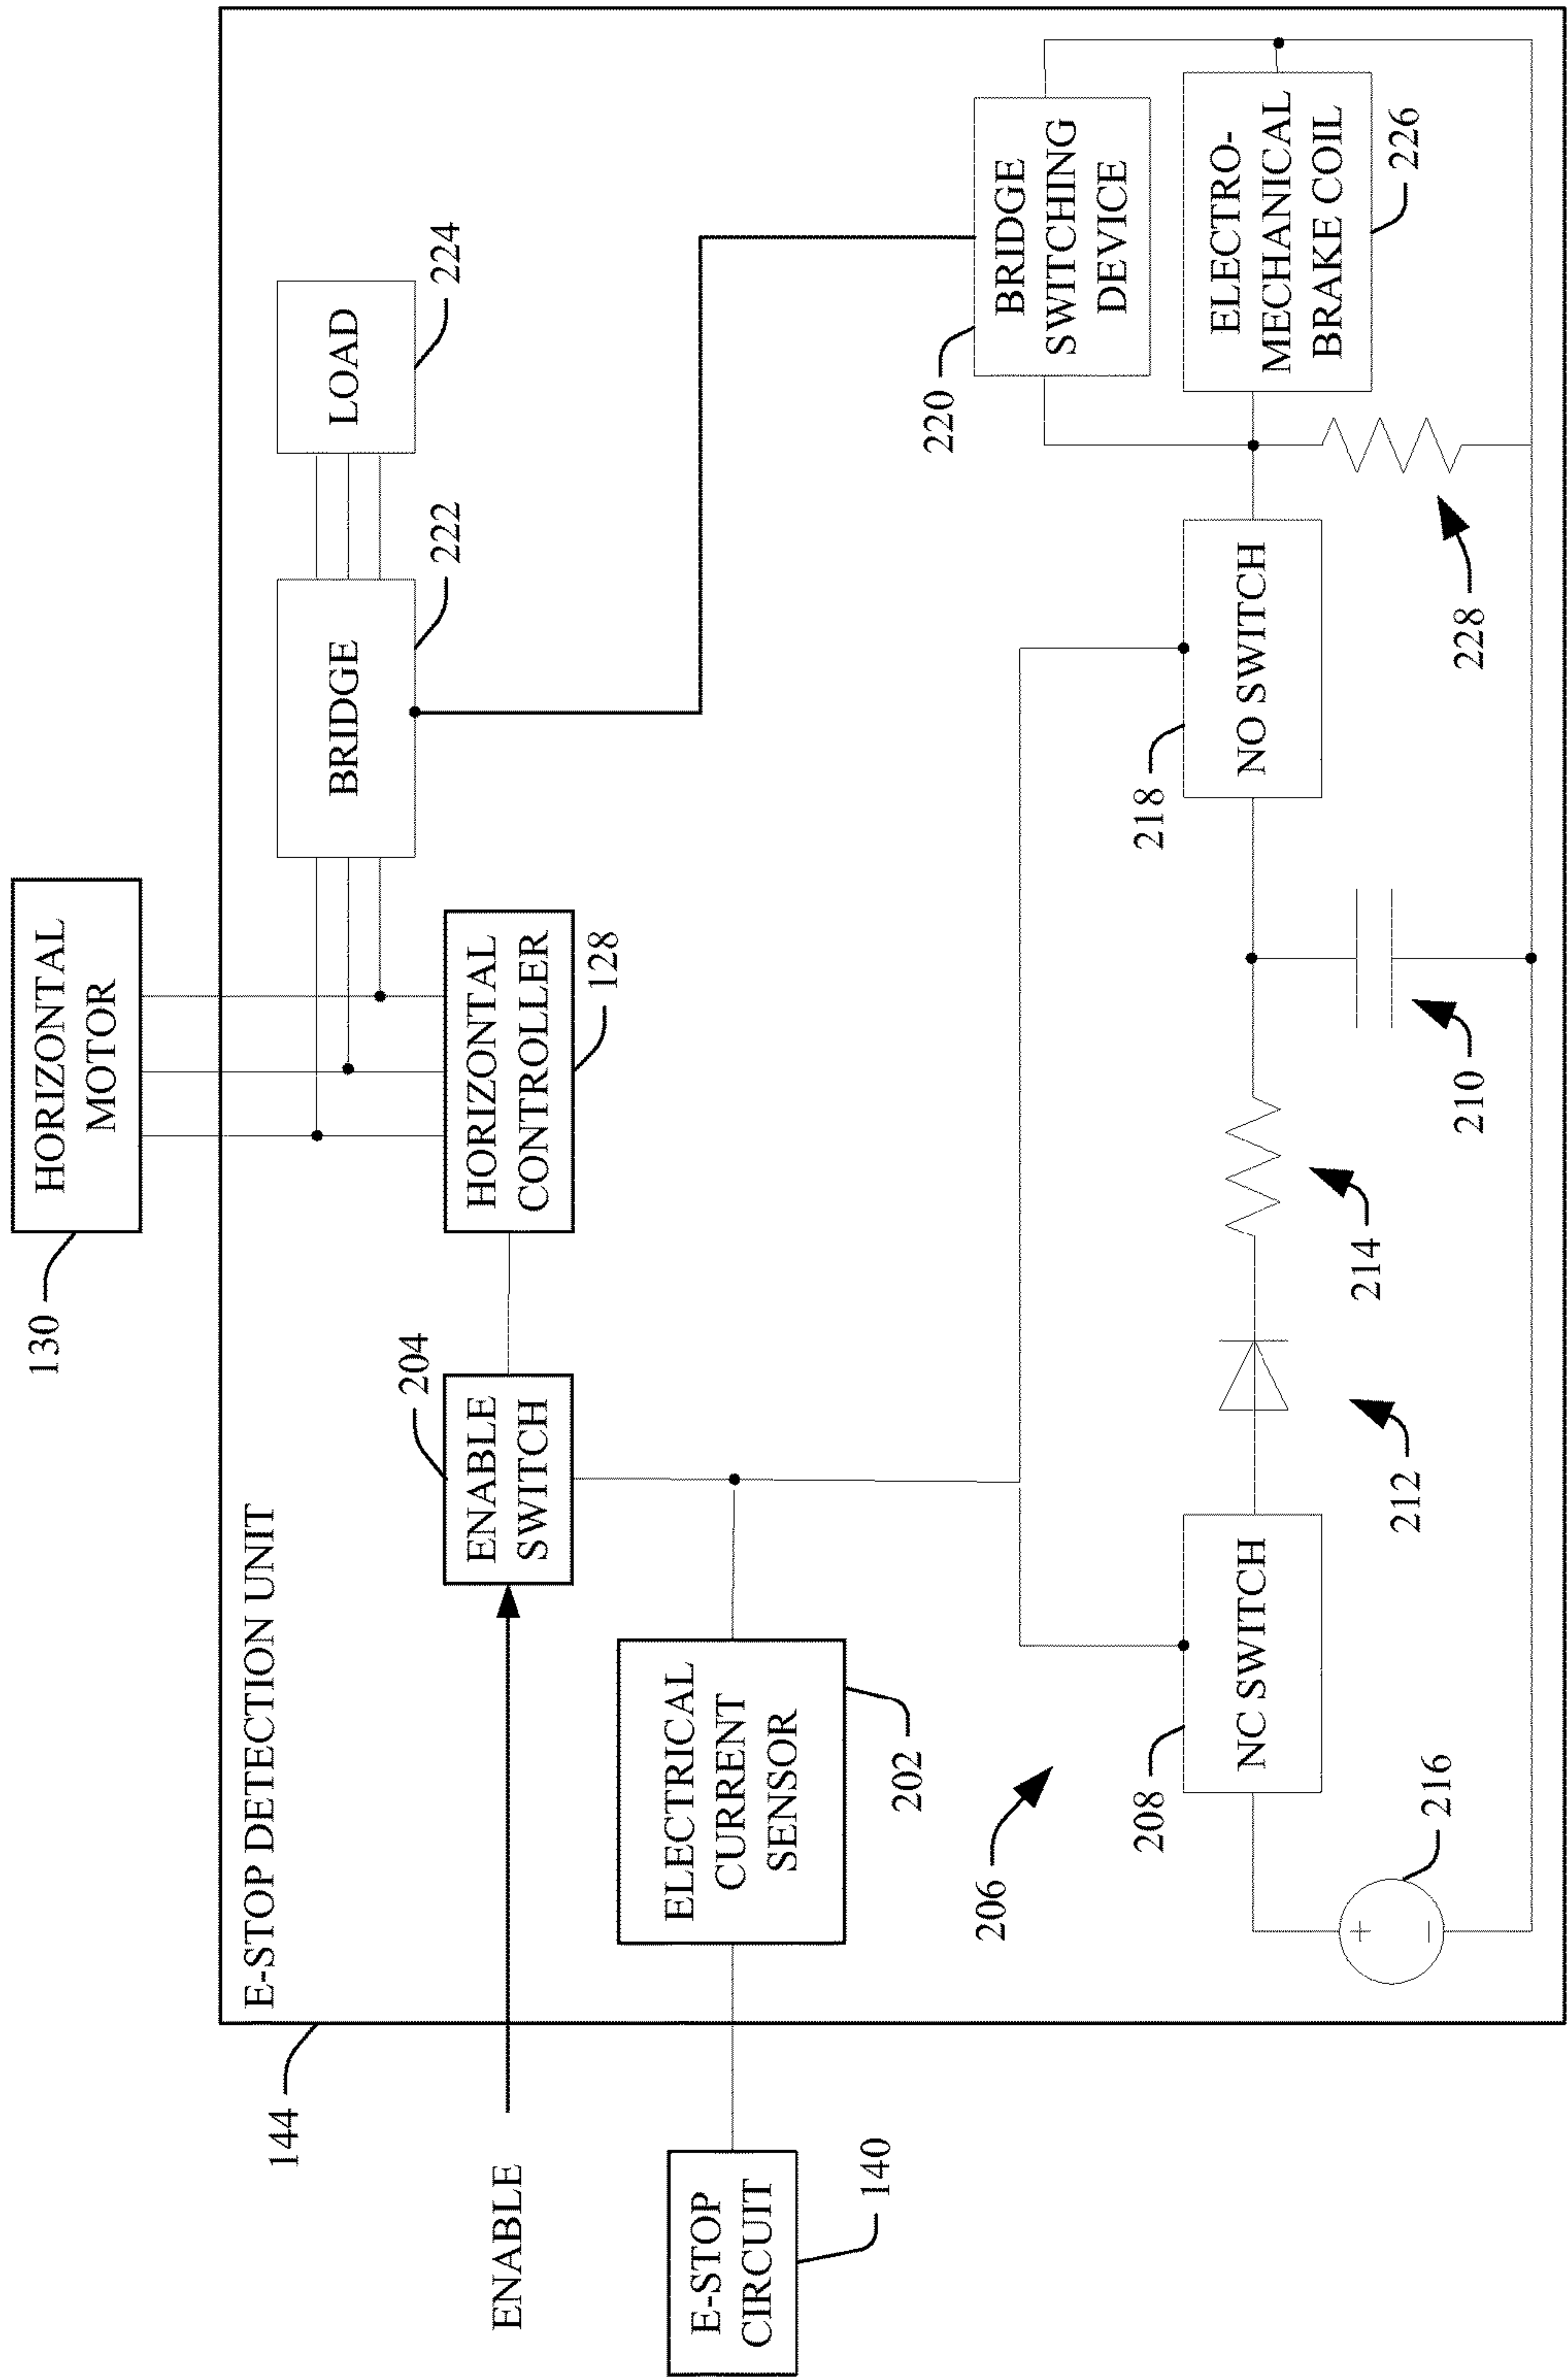 HORIZONTAL
MOTOR
130
144
E-STOP DETECTION UNIT
ENABLE
ENABLE
SWITCH
204
HORIZONTAL
CONTROLLER
128
BRIDGE
222
LOAD
224
E-STOP
CIRCUIT
140
ELECTRICAL
CURRENT
SENSOR
202
206
NC SWITCH
208
216
+
−
212
214
210
NO SWITCH
218
228
BRIDGE
SWITCHING
DEVICE
220
ELECTRO-
MECHANICAL
BRAKE COIL
226